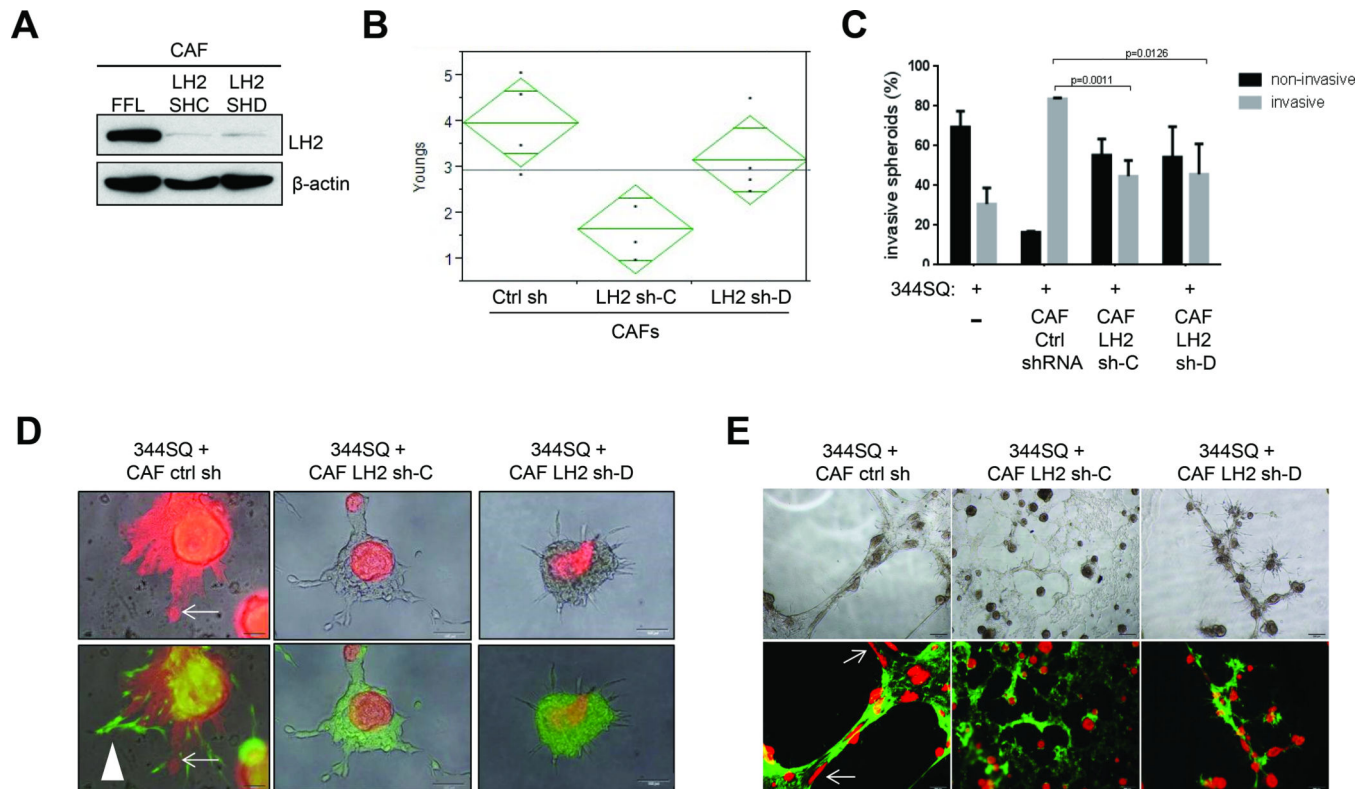 A
CAF
FFL
LH2
SHC
LH2
SHD
LH2
β-actin
B
Youngs
5
4
3
2
1
Ctrl sh
LH2 sh-C
LH2 sh-D
CAFs
C
invasive spheroids (%)
100
80
60
40
20
0
p=0.0126
p=0.0011
non-invasive
invasive
344SQ:
+
+
+
+
–
CAF
Ctrl
shRNA
CAF
LH2
sh-C
CAF
LH2
sh-D
D
344SQ +
CAF ctrl sh
344SQ +
CAF LH2 sh-C
344SQ +
CAF LH2 sh-D
E
344SQ +
CAF ctrl sh
344SQ +
CAF LH2 sh-C
344SQ +
CAF LH2 sh-D